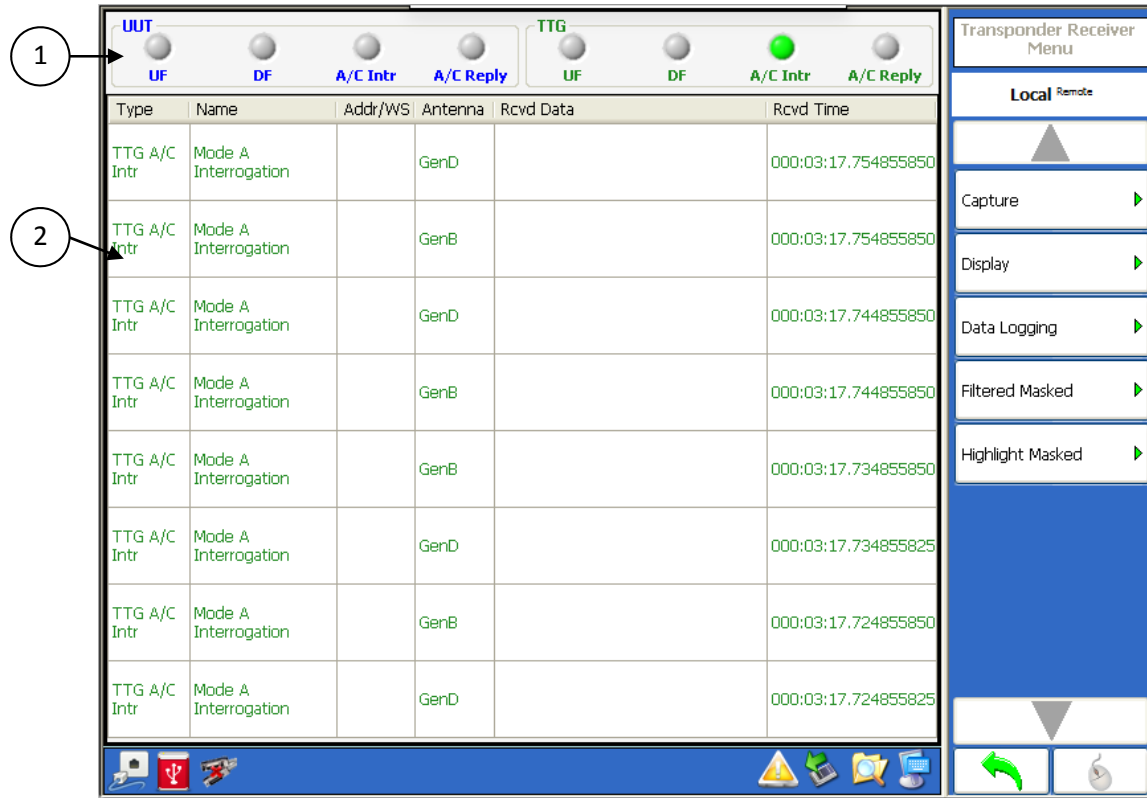 1
UUT
UF DF A/C Intr A/C Reply
TTG
UF DF A/C Intr A/C Reply
Transponder Receiver
Menu
Local Remote
Type Name Addr/WS Antenna Rcvd Data Rcvd Time
TTG A/C
Intr
Mode A
Interrogation
GenD
000:03:17.754855850
2
TTG A/C
Intr
Mode A
Interrogation
GenB
000:03:17.754855850
TTG A/C
Intr
Mode A
Interrogation
GenD
000:03:17.744855850
TTG A/C
Intr
Mode A
Interrogation
GenB
000:03:17.744855850
TTG A/C
Intr
Mode A
Interrogation
GenB
000:03:17.734855850
TTG A/C
Intr
Mode A
Interrogation
GenD
000:03:17.734855825
TTG A/C
Intr
Mode A
Interrogation
GenB
000:03:17.724855850
TTG A/C
Intr
Mode A
Interrogation
GenD
000:03:17.724855825
Capture
Display
Data Logging
Filtered Masked
Highlight Masked